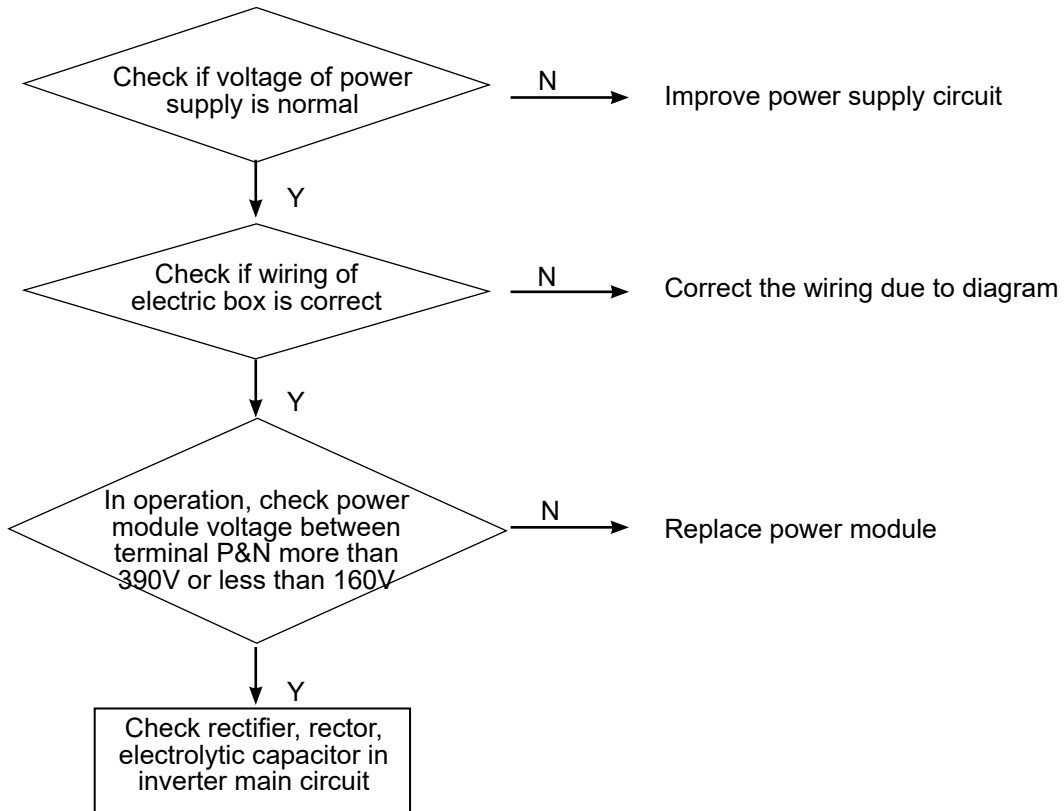 Check if voltage of power
supply is normal
N
Improve power supply circuit
Y
Check if wiring of
electric box is correct
N
Correct the wiring due to diagram
Y
In operation, check power
module voltage between
terminal P&N more than
390V or less than 160V
N
Replace power module
Y
Check rectifier, rector,
electrolytic capacitor in
inverter main circuit